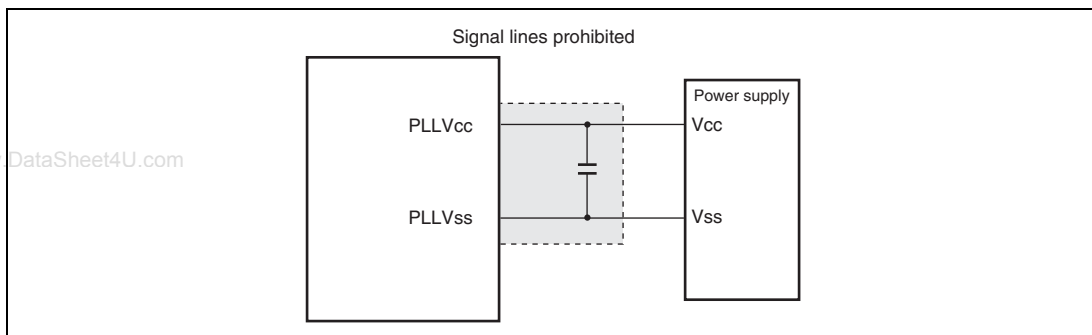 Signal lines prohibited
Power supply
PLLVcc
Vcc
.DataSheet4U.com
PLLVss
Vss